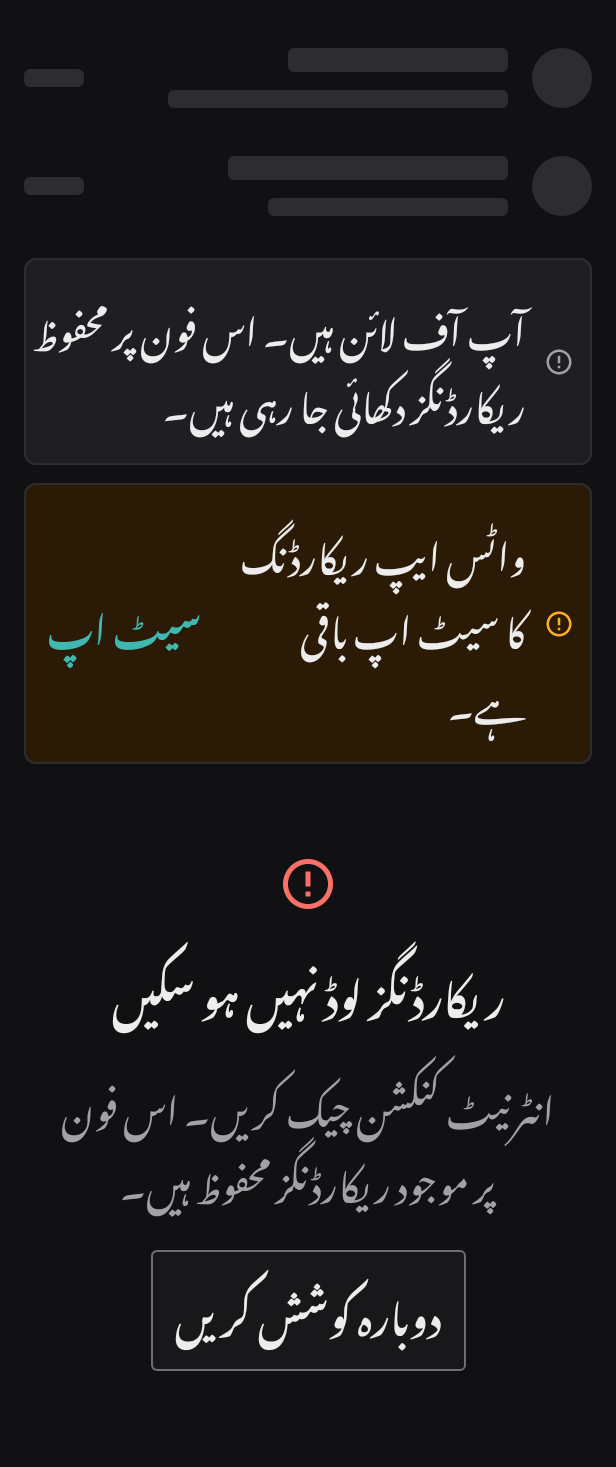 آپ آف لائن ہیں۔ اس فون پر محفوظ
ریکارڈنگز دکھائی جا رہی ہیں۔
واٹس ایپ ریکارڈنگ
کا سیٹ اپ باقی
ہے۔
سیٹ اپ
ریکارڈنگز لوڈ نہیں ہو سکیں
انٹرنیٹ کنکشن چیک کریں۔ اس فون
پر موجود ریکارڈنگز محفوظ ہیں۔
دوبارہ کوشش کریں